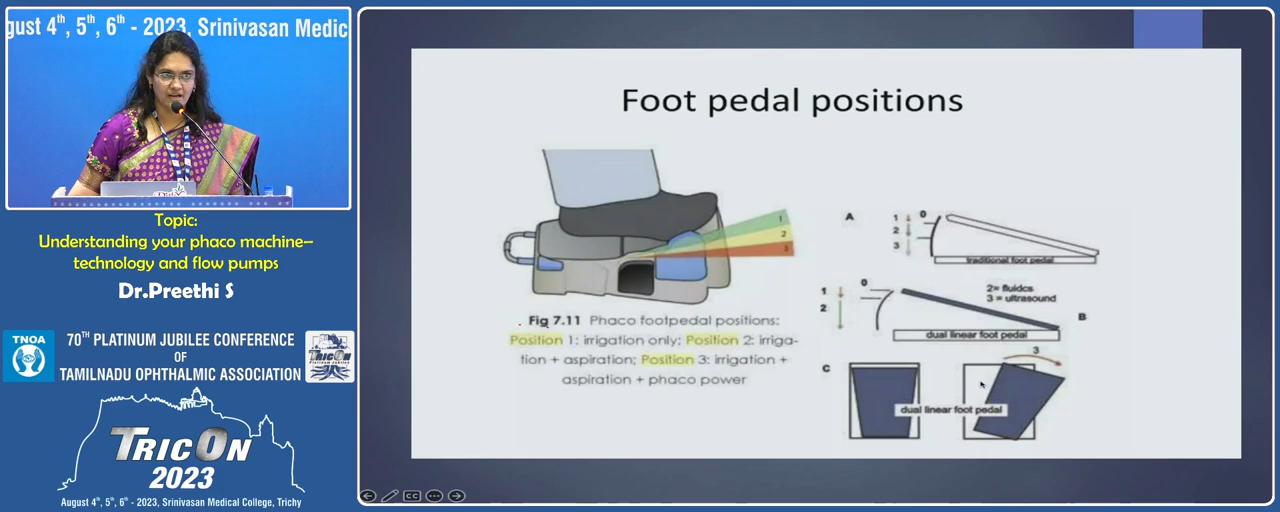 gust 4th, 5th, 6th - 2023, Srinivasan Medic
Topic:
Understanding your phaco machine–
technology and flow pumps
Dr.Preethi S
TNOA
70TH PLATINUM JUBILEE CONFERENCE
OF
TAMILNADU OPHTHALMIC ASSOCIATION
TRICON
Platinum Jubilee
TRICON
2023
August 4th, 5th, 6th - 2023, Srinivasan Medical College, Trichy
Foot pedal positions
1
2
3
. Fig 7.11 Phaco footpedal positions:
Position 1: irrigation only; Position 2: irriga-
tion + aspiration; Position 3: irrigation +
aspiration + phaco power
A
1 0
2
3
traditional foot pedal
1 0
2
2= fluidcs
3 = ultrasound
B
dual linear foot pedal
C
3
dual linear foot pedal
CC